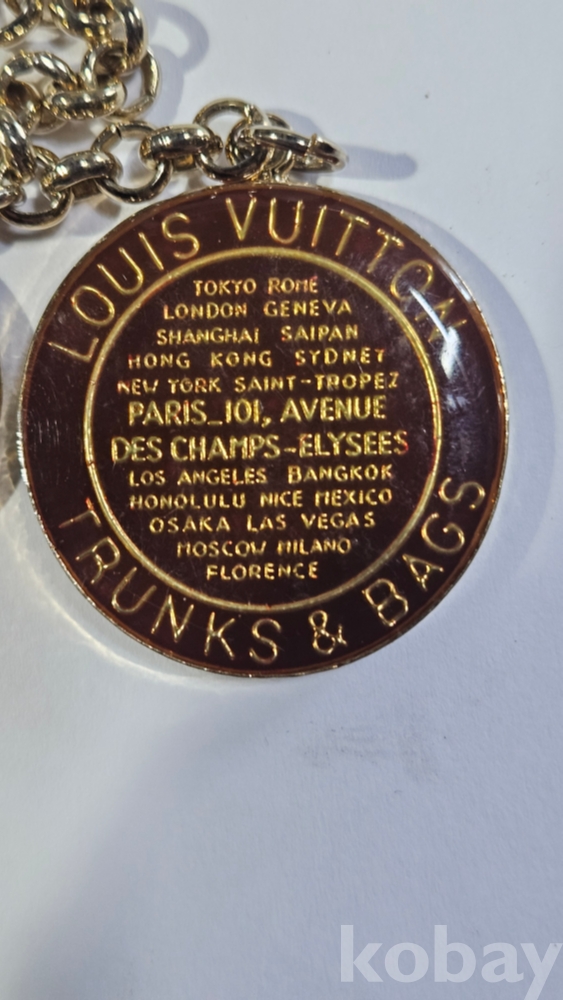 LOUIS VUITTON
TOKYO ROME
LONDON GENEVA
SHANGHAI SAIPAN
HONG KONG SYDNEY
NEW YORK SAINT-TROPEZ
PARIS_101, AVENUE
DES CHAMPS-ELYSEES
LOS ANGELES BANGKOK
HONOLULU NICE MEXICO
OSAKA LAS VEGAS
MOSCOW MILANO
FLORENCE
TRUNKS & BAGS
kobay